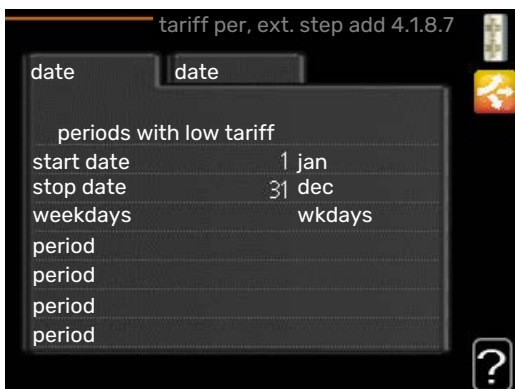 tariff per, ext. step add 4.1.8.7
date date
periods with low tariff
start date 1 jan
stop date 31 dec
weekdays wkdays
period
period
period
period
?